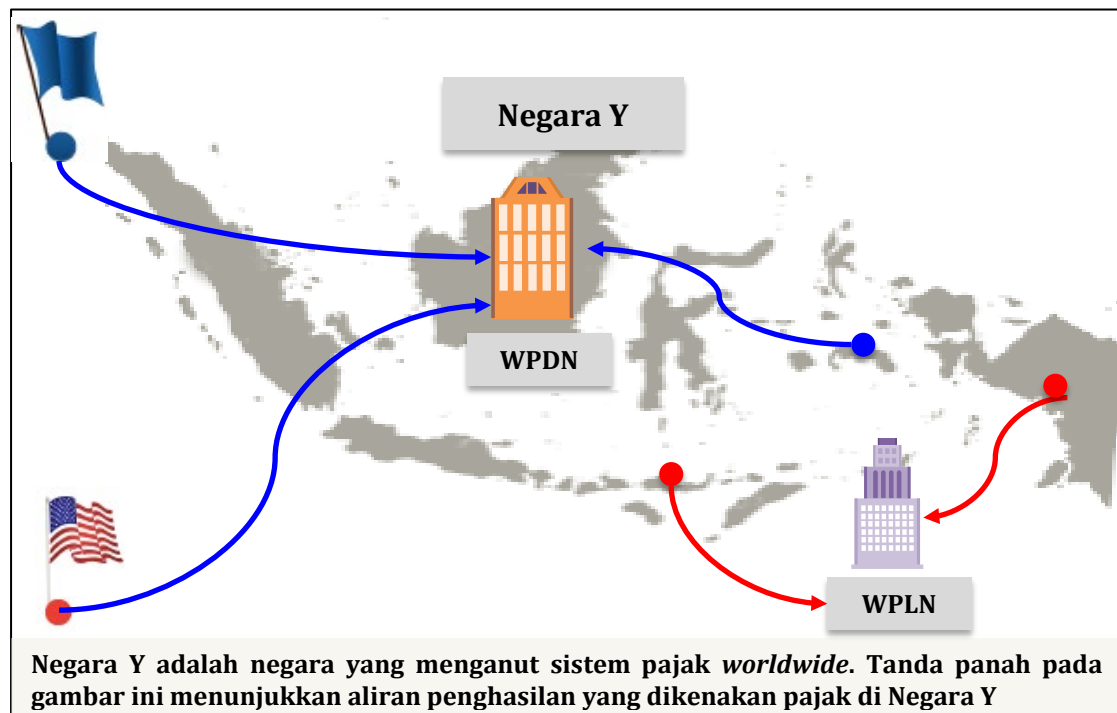 Negara Y
WPDN
WPLN
Negara Y adalah negara yang menganut sistem pajak worldwide. Tanda panah pada
gambar ini menunjukkan aliran penghasilan yang dikenakan pajak di Negara Y